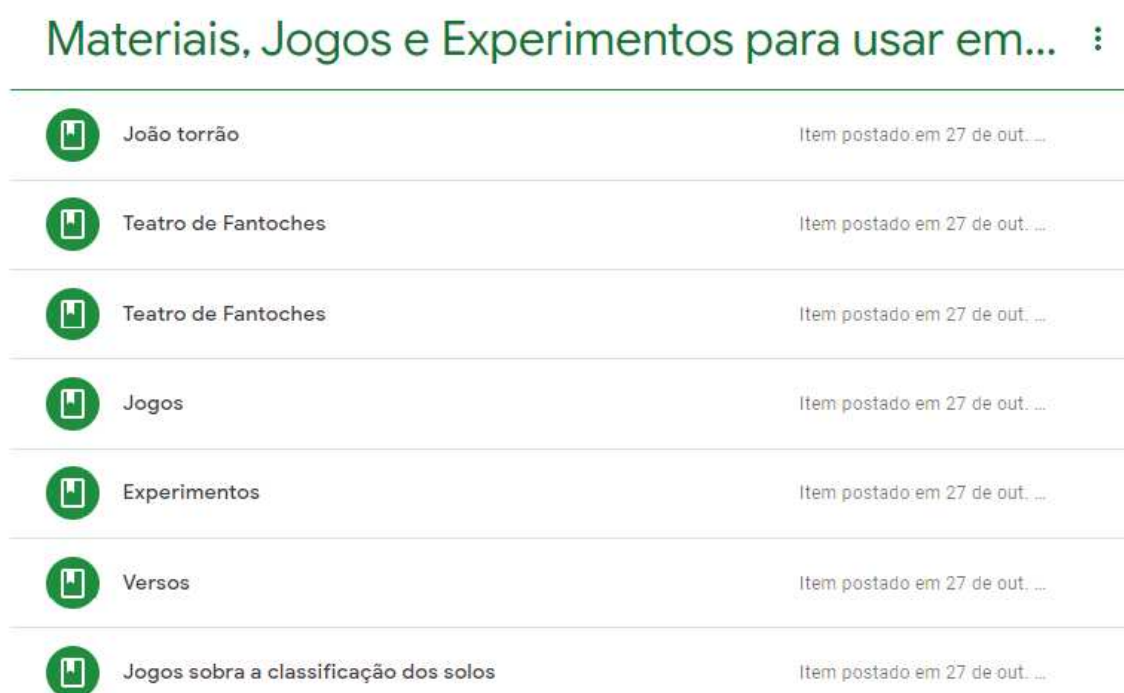 Materiais, Jogos e Experimentos para usar em...
João torrão
Item postado em 27 de out. ...
Teatro de Fantoches
Item postado em 27 de out. ...
Teatro de Fantoches
Item postado em 27 de out. ...
Jogos
Item postado em 27 de out. ...
Experimentos
Item postado em 27 de out. ...
Versos
Item postado em 27 de out. ...
Jogos sobra a classificação dos solos
Item postado em 27 de out. ...